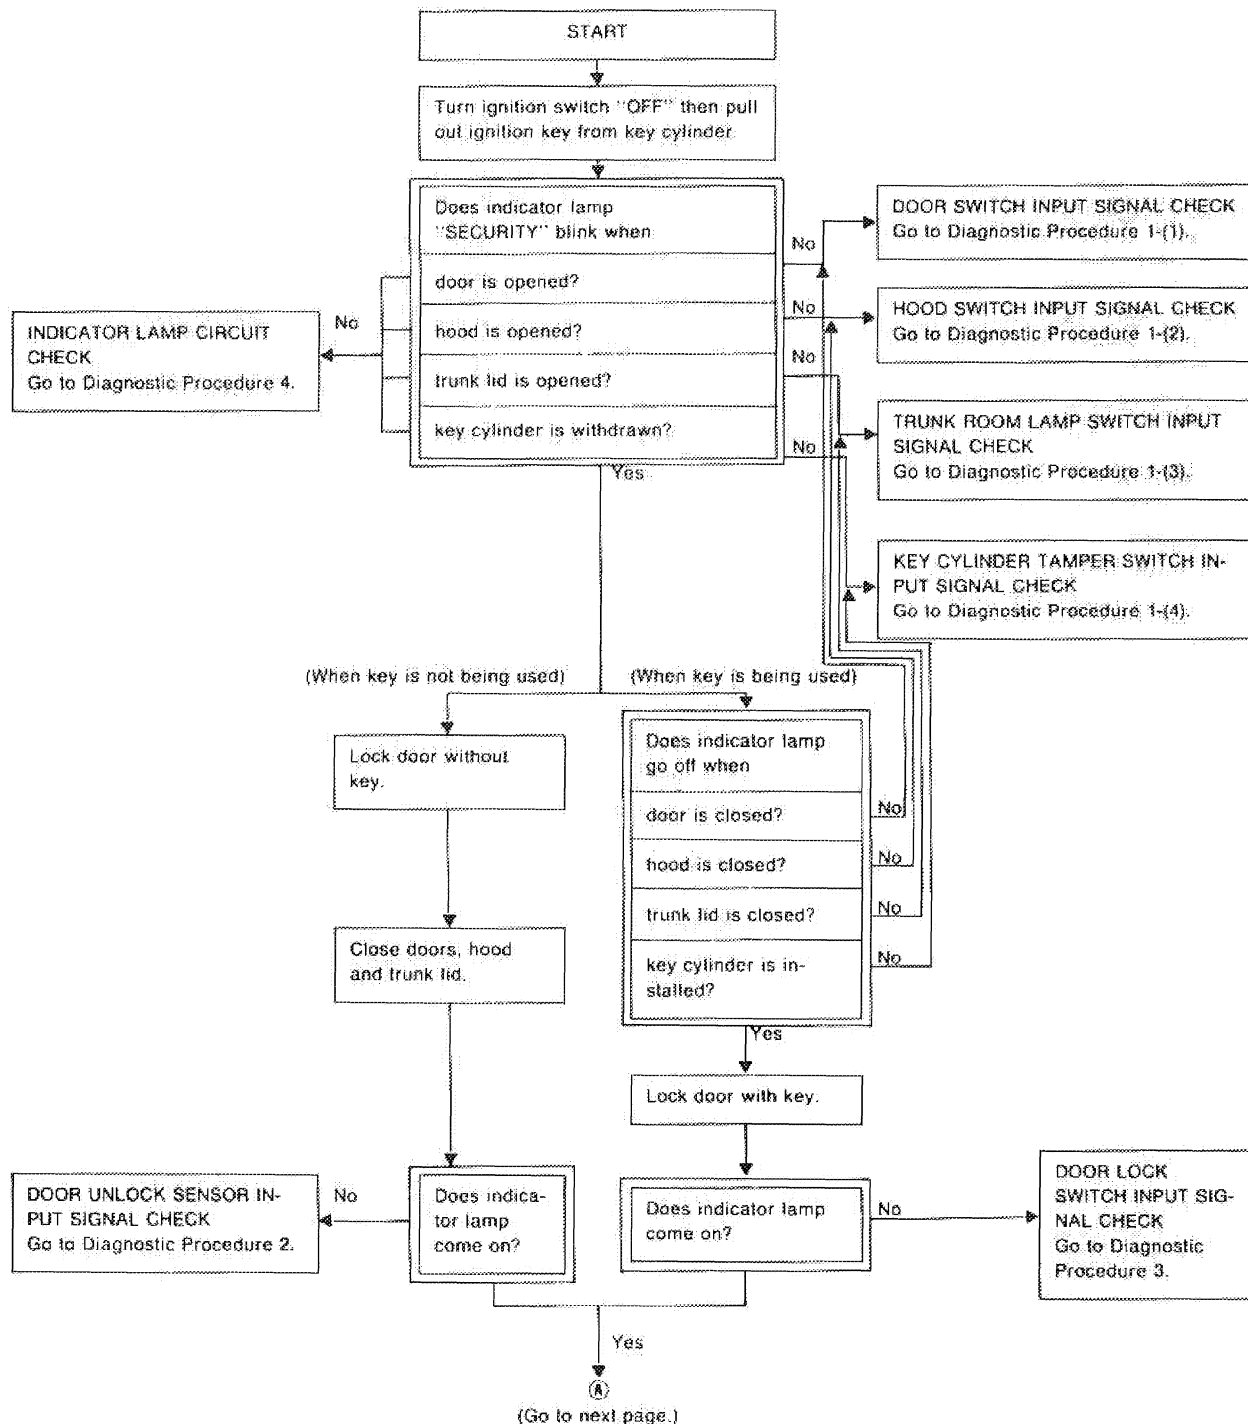 START
Turn ignition switch "OFF" then pull
out ignition key from key cylinder.
Does indicator lamp
"SECURITY" blink when
door is opened?
hood is opened?
trunk lid is opened?
key cylinder is withdrawn?
No
INDICATOR LAMP CIRCUIT
CHECK
Go to Diagnostic Procedure 4.
No
DOOR SWITCH INPUT SIGNAL CHECK
Go to Diagnostic Procedure 1-(1).
No
HOOD SWITCH INPUT SIGNAL CHECK
Go to Diagnostic Procedure 1-(2).
No
TRUNK ROOM LAMP SWITCH INPUT
SIGNAL CHECK
Go to Diagnostic Procedure 1-(3).
No
KEY CYLINDER TAMPER SWITCH IN-
PUT SIGNAL CHECK
Go to Diagnostic Procedure 1-(4).
Yes
(When key is not being used)
(When key is being used)
Lock door without
key.
Close doors, hood
and trunk lid.
Does indicator lamp
go off when
door is closed?
No
hood is closed?
No
trunk lid is closed?
No
key cylinder is in-
stalled?
No
Yes
Lock door with key.
DOOR UNLOCK SENSOR IN-
PUT SIGNAL CHECK
Go to Diagnostic Procedure 2.
No
Does indica-
tor lamp
come on?
Does indicator lamp
come on?
No
DOOR LOCK
SWITCH INPUT SIG-
NAL CHECK
Go to Diagnostic
Procedure 3.
Yes
A
(Go to next page.)